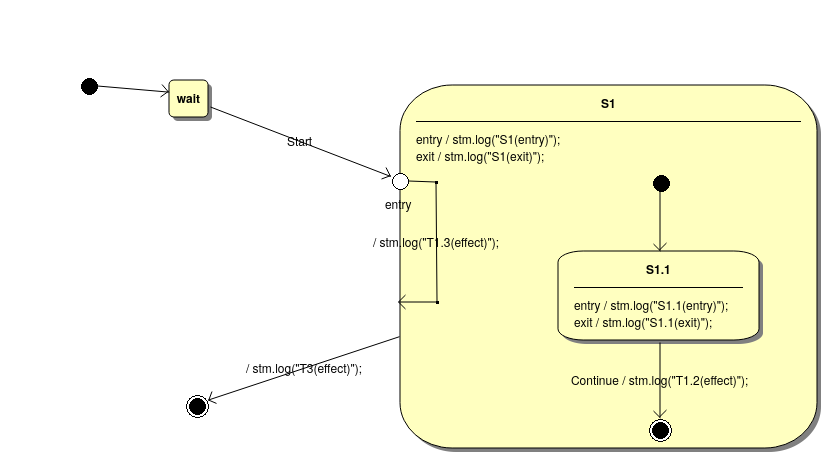 wait
S1
Start
entry / stm.log("S1(entry)");
exit / stm.log("S1(exit)");
entry
/ stm.log("T1.3(effect)");
S1.1
entry / stm.log("S1.1(entry)");
exit / stm.log("S1.1(exit)");
/ stm.log("T3(effect)");
Continue / stm.log("T1.2(effect)");